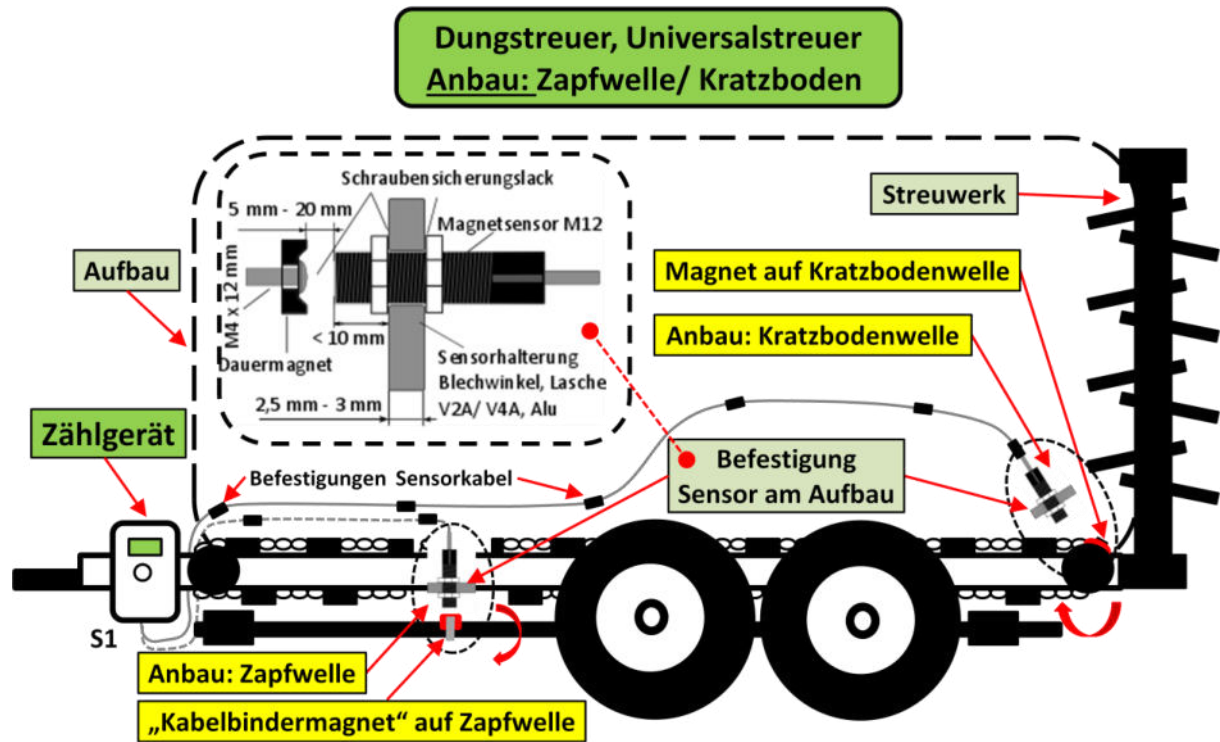 Dungstreuer, Universalstreuer
Anbau: Zapfwelle/ Kratzboden
Schraubensicherungslack
5 mm - 20 mm
Magnetsensor M12
M4 x 12 mm
< 10 mm
Dauermagnet
Sensorhalterung
Blechwinkel, Lasche
V2A/ V4A, Alu
2,5 mm - 3 mm
Streuwerk
Aufbau
Magnet auf Kratzbodenwelle
Anbau: Kratzbodenwelle
Zählgerät
Befestigungen Sensorkabel
Befestigung
Sensor am Aufbau
S1
Anbau: Zapfwelle
„Kabelbindermagnet“ auf Zapfwelle